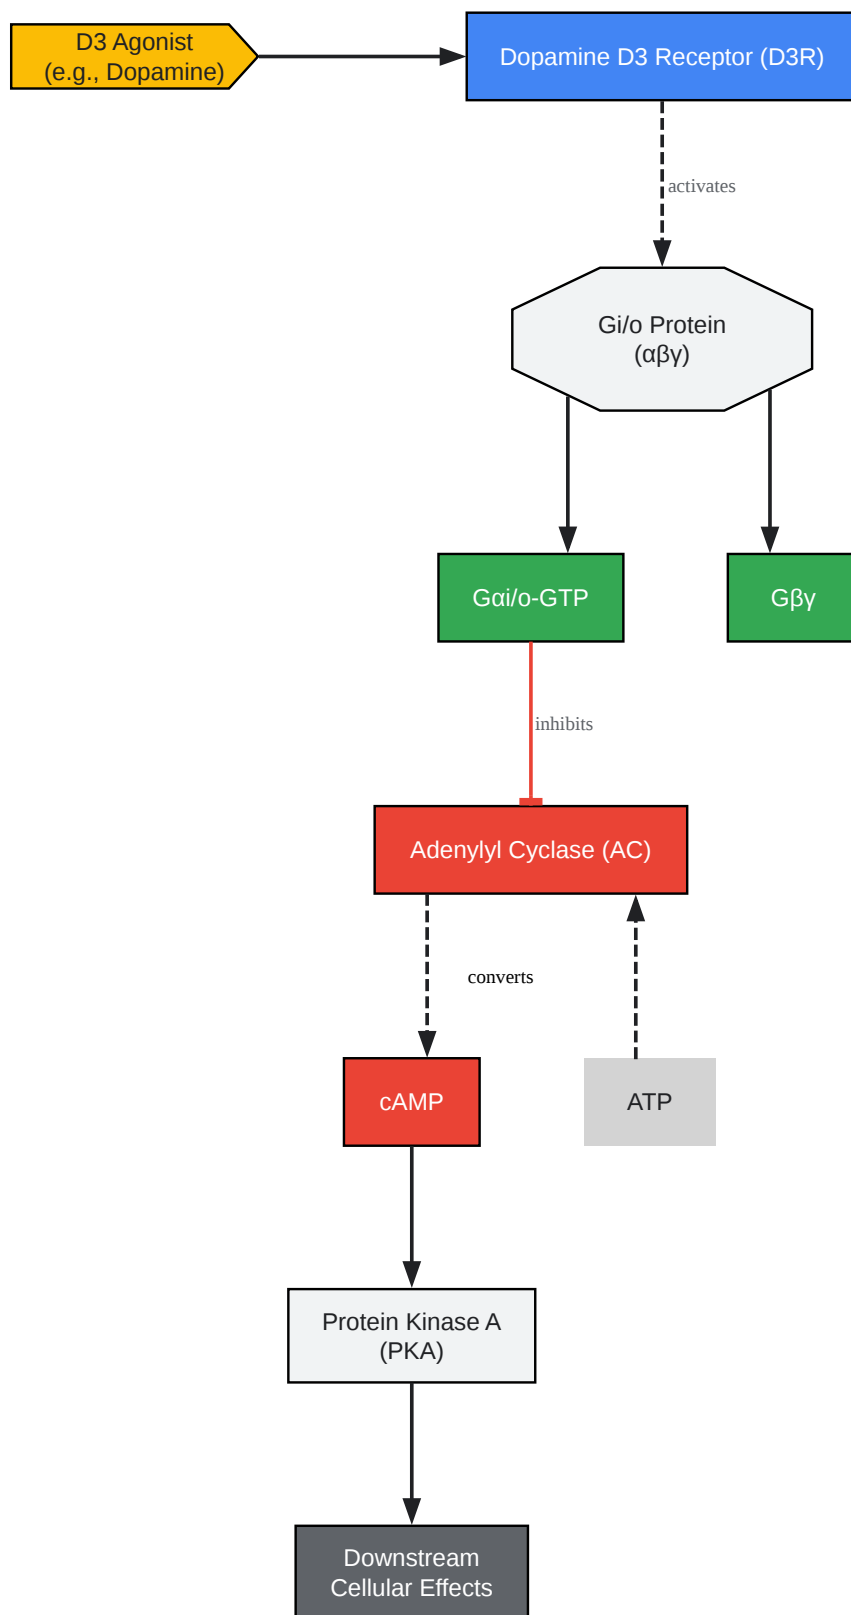 D3 Agonist
(e.g., Dopamine)
Dopamine D3 Receptor (D3R)
activates
Gi/o Protein
(αβγ)
Gαi/o-GTP
Gβγ
inhibits
Adenylyl Cyclase (AC)
converts
cAMP
ATP
Protein Kinase A
(PKA)
Downstream
Cellular Effects